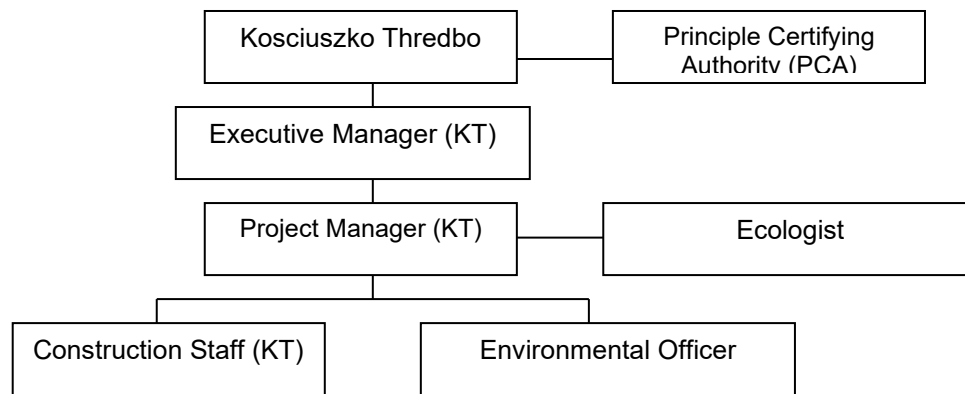 Kosciuszko Thredbo
Principle Certifying
Authority (PCA)
Executive Manager (KT)
Project Manager (KT)
Ecologist
Construction Staff (KT)
Environmental Officer